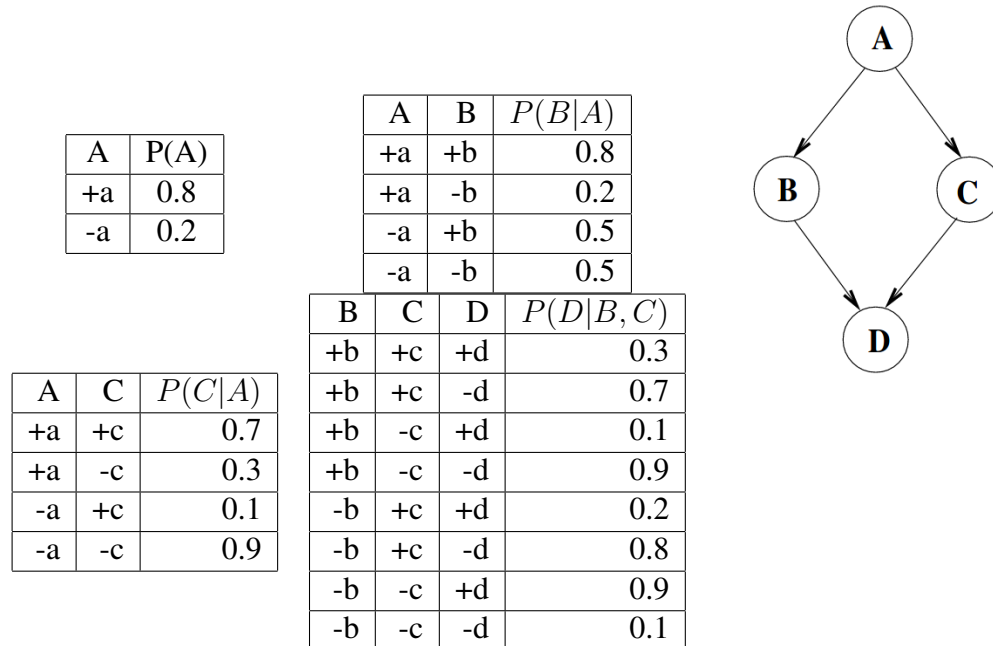 A P(A)
+a 0.8
-a 0.2
A B P(B|A)
+a +b 0.8
+a -b 0.2
-a +b 0.5
-a -b 0.5
A C P(C|A)
+a +c 0.7
+a -c 0.3
-a +c 0.1
-a -c 0.9
B C D P(D|B, C)
+b +c +d 0.3
+b +c -d 0.7
+b -c +d 0.1
+b -c -d 0.9
-b +c +d 0.2
-b +c -d 0.8
-b -c +d 0.9
-b -c -d 0.1
A
B
C
D